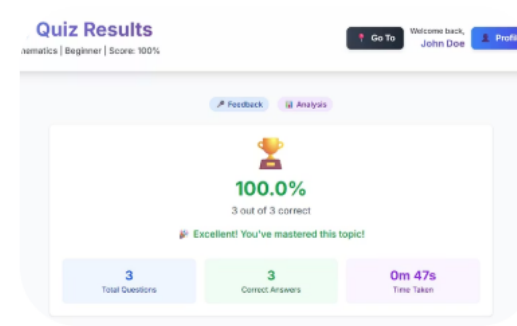 Quiz Results
nematics | Beginner | Score: 100%
Go To
Welcome back,
John Doe
Profil
Feedback
Analysis
100.0%
3 out of 3 correct
Excellent! You've mastered this topic!
3
Total Questions
3
Correct Answers
0m 47s
Time Taken